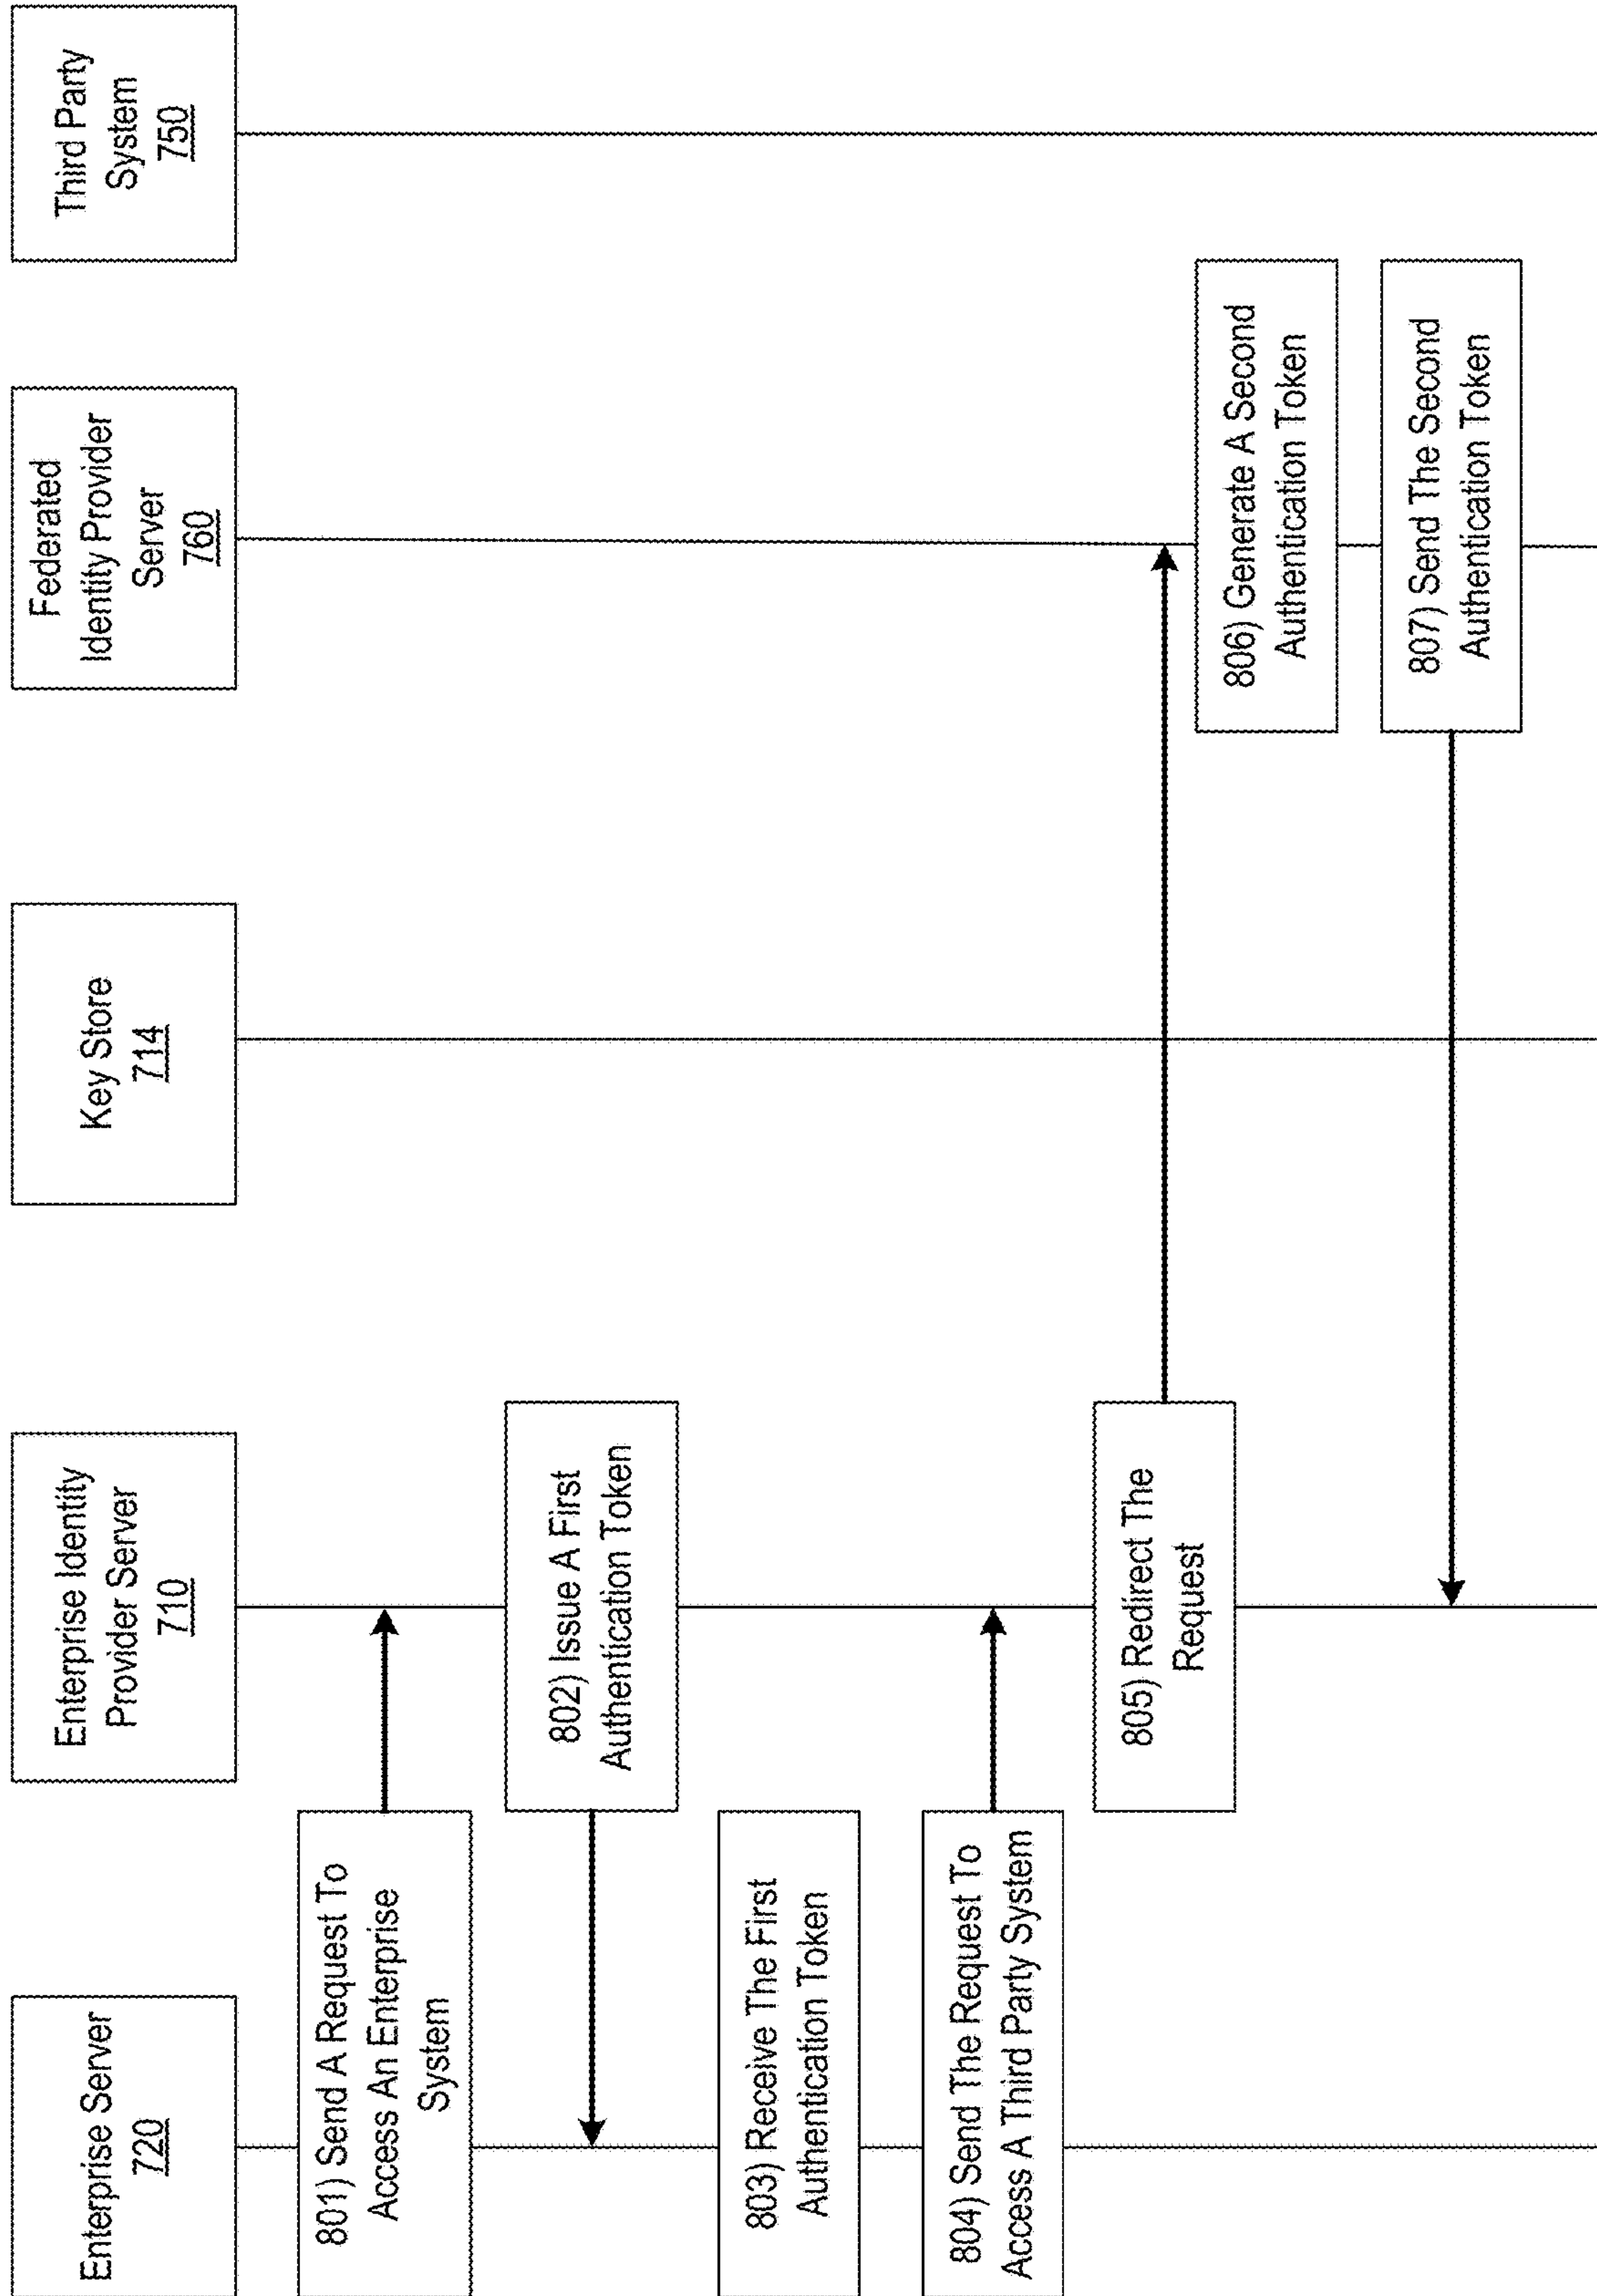 Enterprise Server
720
Enterprise Identity
Provider Server
710
Key Store
714
Federated
Identity Provider
Server
760
Third Party
System
750
801) Send A Request To
Access An Enterprise
System
802) Issue A First
Authentication Token
803) Receive The First
Authentication Token
804) Send The Request To
Access A Third Party System
805) Redirect The
Request
806) Generate A Second
Authentication Token
807) Send The Second
Authentication Token